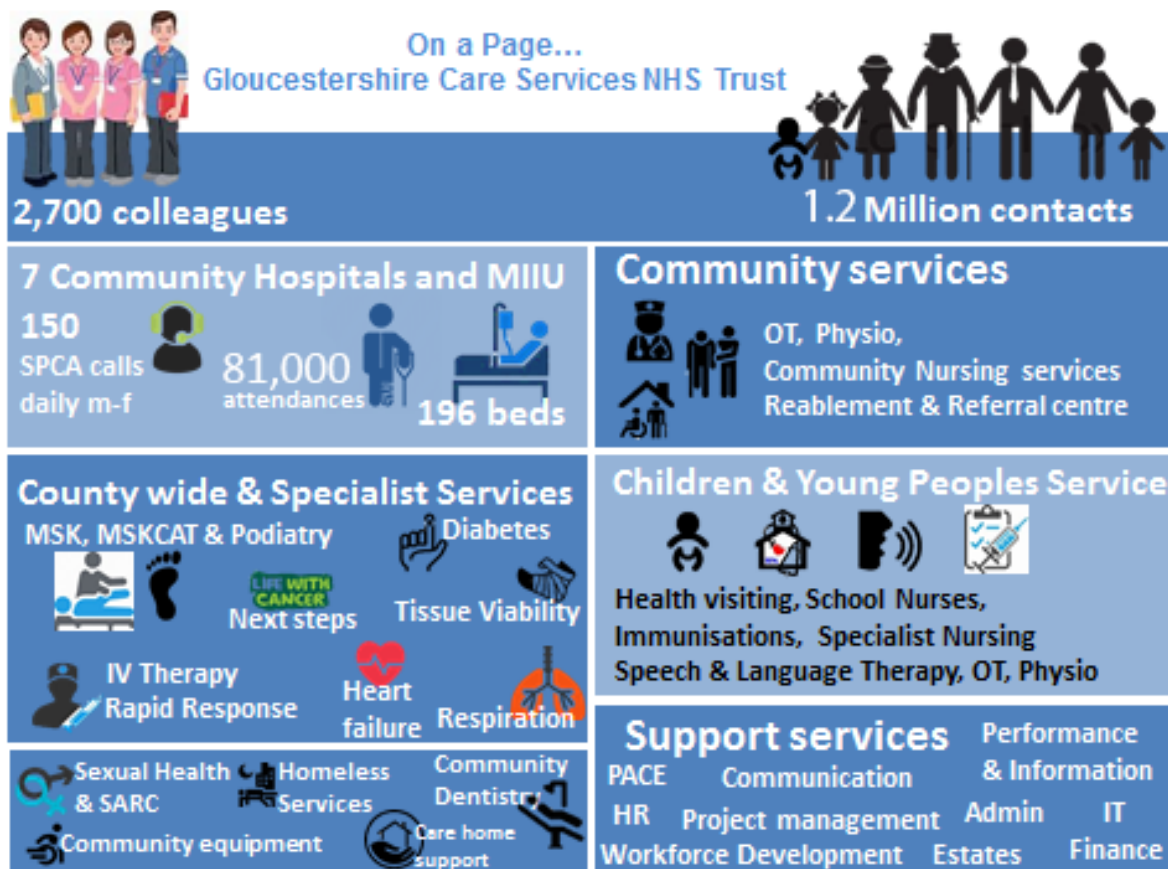 On a Page...
Gloucestershire Care Services NHS Trust
2,700 colleagues
1.2 Million contacts
7 Community Hospitals and MIIU
150
SPCA calls
daily m-f
81,000
attendances
196 beds
Community services
OT, Physio,
Community Nursing services
Reablement & Referral centre
County wide & Specialist Services
MSK, MSKCAT & Podiatry
Diabetes
LIFE WITH
CANCER
Next steps
Tissue Viability
IV Therapy
Rapid Response
Heart
failure
Respiration
Children & Young Peoples Service
Health visiting, School Nurses,
Immunisations, Specialist Nursing
Speech & Language Therapy, OT, Physio
Sexual Health
& SARC
Homeless
Services
Community
Dentistry
Community equipment
Care home
support
Support services
Performance
& Information
PACE
Communication
HR
Project management
Admin
IT
Workforce Development
Estates
Finance